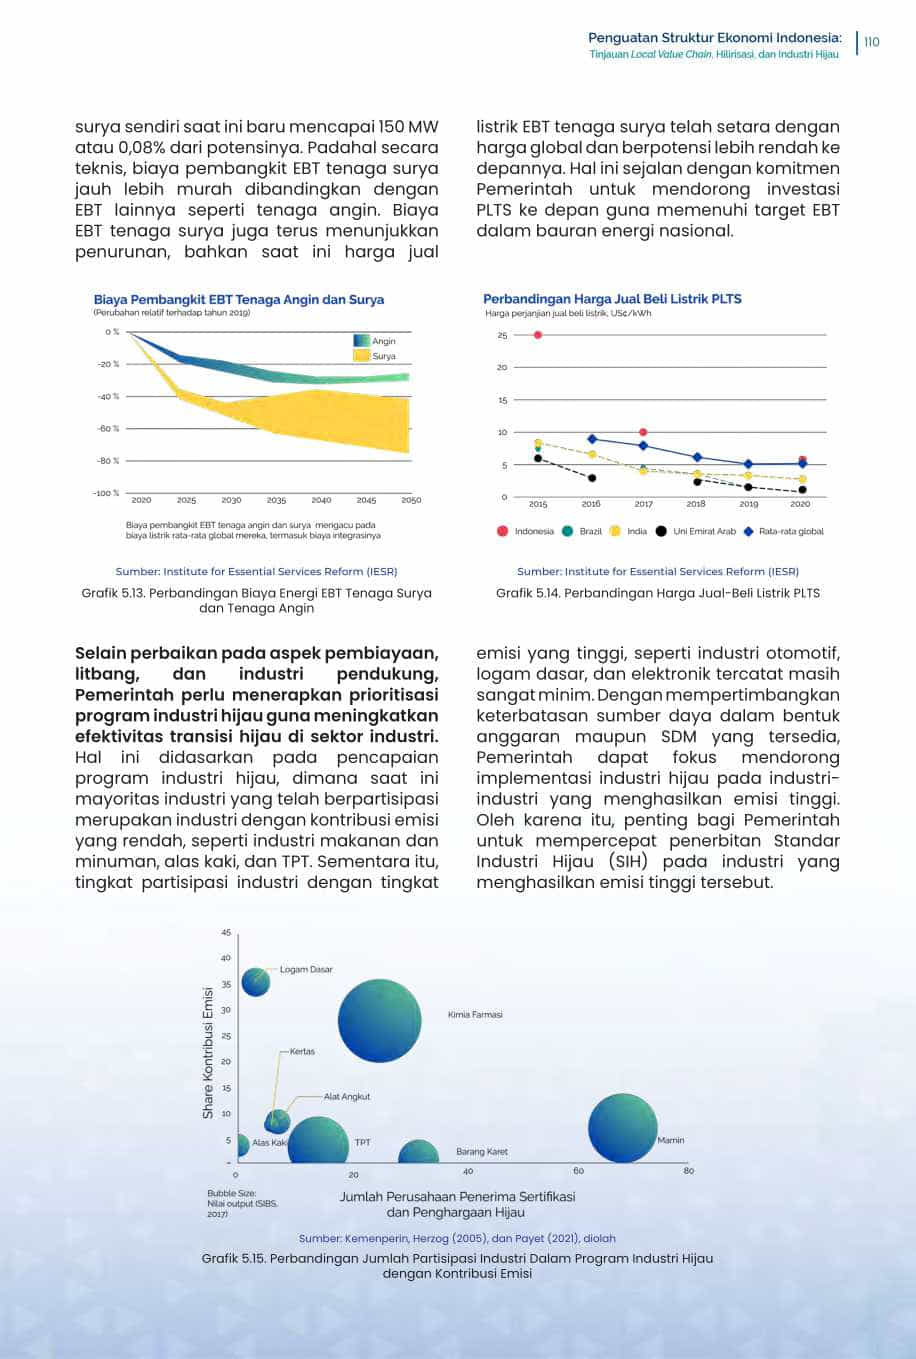 Penguatan Struktur Ekonomi Indonesia:
Tinjauan Local Value Chain, Hilirisasi, dan Industri Hijau
110
surya sendiri saat ini baru mencapai 150 MW
atau 0,08% dari potensinya. Padahal secara
teknis, biaya pembangkit EBT tenaga surya
jauh lebih murah dibandingkan dengan
EBT lainnya seperti tenaga angin. Biaya
EBT tenaga surya juga terus menunjukkan
penurunan, bahkan saat ini harga jual
listrik EBT tenaga surya telah setara dengan
harga global dan berpotensi lebih rendah ke
depannya. Hal ini sejalan dengan komitmen
Pemerintah untuk mendorong investasi
PLTS ke depan guna memenuhi target EBT
dalam bauran energi nasional.
Biaya Pembangkit EBT Tenaga Angin dan Surya
(Perubahan relatif terhadap tahun 2019)
0 %
-20 %
-40 %
-60 %
-80 %
-100 %
Angin
Surya
2020 2025 2030 2035 2040 2045 2050
Biaya pembangkit EBT tenaga angin dan surya mengacu pada
biaya listrik rata-rata global mereka, termasuk biaya integrasinya
Sumber: Institute for Essential Services Reform (IESR)
Grafik 5.13. Perbandingan Biaya Energi EBT Tenaga Surya
dan Tenaga Angin
Perbandingan Harga Jual Beli Listrik PLTS
Harga perjanjian jual beli listrik, US¢/kWh
25
20
15
10
5
0
2015 2016 2017 2018 2019 2020
Indonesia Brazil India Uni Emirat Arab Rata-rata global
Sumber: Institute for Essential Services Reform (IESR)
Grafik 5.14. Perbandingan Harga Jual-Beli Listrik PLTS
Selain perbaikan pada aspek pembiayaan,
litbang, dan industri pendukung,
Pemerintah perlu menerapkan prioritisasi
program industri hijau guna meningkatkan
efektivitas transisi hijau di sektor industri.
Hal ini didasarkan pada pencapaian
program industri hijau, dimana saat ini
mayoritas industri yang telah berpartisipasi
merupakan industri dengan kontribusi emisi
yang rendah, seperti industri makanan dan
minuman, alas kaki, dan TPT. Sementara itu,
tingkat partisipasi industri dengan tingkat
emisi yang tinggi, seperti industri otomotif,
logam dasar, dan elektronik tercatat masih
sangat minim. Dengan mempertimbangkan
keterbatasan sumber daya dalam bentuk
anggaran maupun SDM yang tersedia,
Pemerintah dapat fokus mendorong
implementasi industri hijau pada industri-
industri yang menghasilkan emisi tinggi.
Oleh karena itu, penting bagi Pemerintah
untuk mempercepat penerbitan Standar
Industri Hijau (SIH) pada industri yang
menghasilkan emisi tinggi tersebut.
Share Kontribusi Emisi
45
40
35
30
25
20
15
10
5
-
Logam Dasar
Kimia Farmasi
Kertas
Alat Angkut
Alas Kaki
TPT
Barang Karet
Mamin
0 20 40 60 80
Bubble Size:
Nilai output (SIBS,
2017)
Jumlah Perusahaan Penerima Sertifikasi
dan Penghargaan Hijau
Sumber: Kemenperin, Herzog (2005), dan Payet (2021), diolah
Grafik 5.15. Perbandingan Jumlah Partisipasi Industri Dalam Program Industri Hijau
dengan Kontribusi Emisi